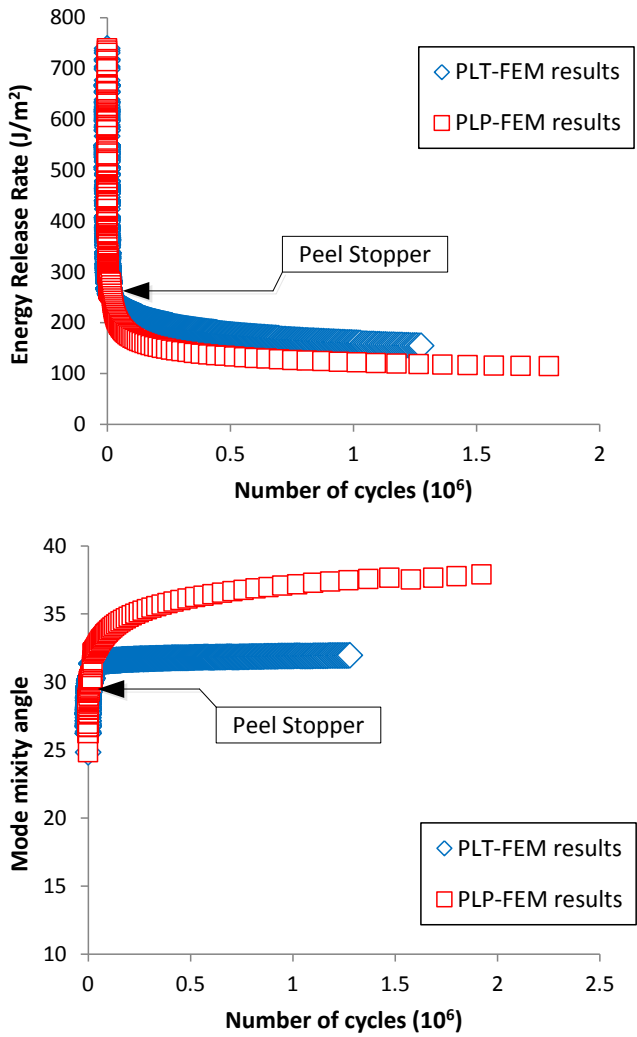 800
700
600
500
400
300
200
100
0
Energy Release Rate (J/m²)
PLT-FEM results
PLP-FEM results
Peel Stopper
0 0.5 1 1.5 2
Number of cycles (10⁶)
40
35
30
25
20
15
10
Mode mixity angle
Peel Stopper
PLT-FEM results
PLP-FEM results
0 0.5 1 1.5 2 2.5
Number of cycles (10⁶)